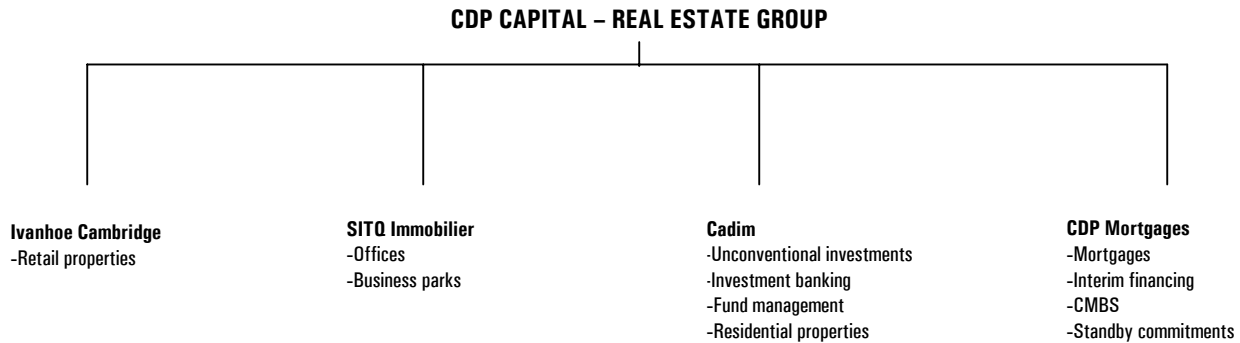 CDP CAPITAL – REAL ESTATE GROUP
Ivanhoe Cambridge
-Retail properties
SITQ Immobilier
-Offices
-Business parks
Cadim
-Unconventional investments
-Investment banking
-Fund management
-Residential properties
CDP Mortgages
-Mortgages
-Interim financing
-CMBS
-Standby commitments